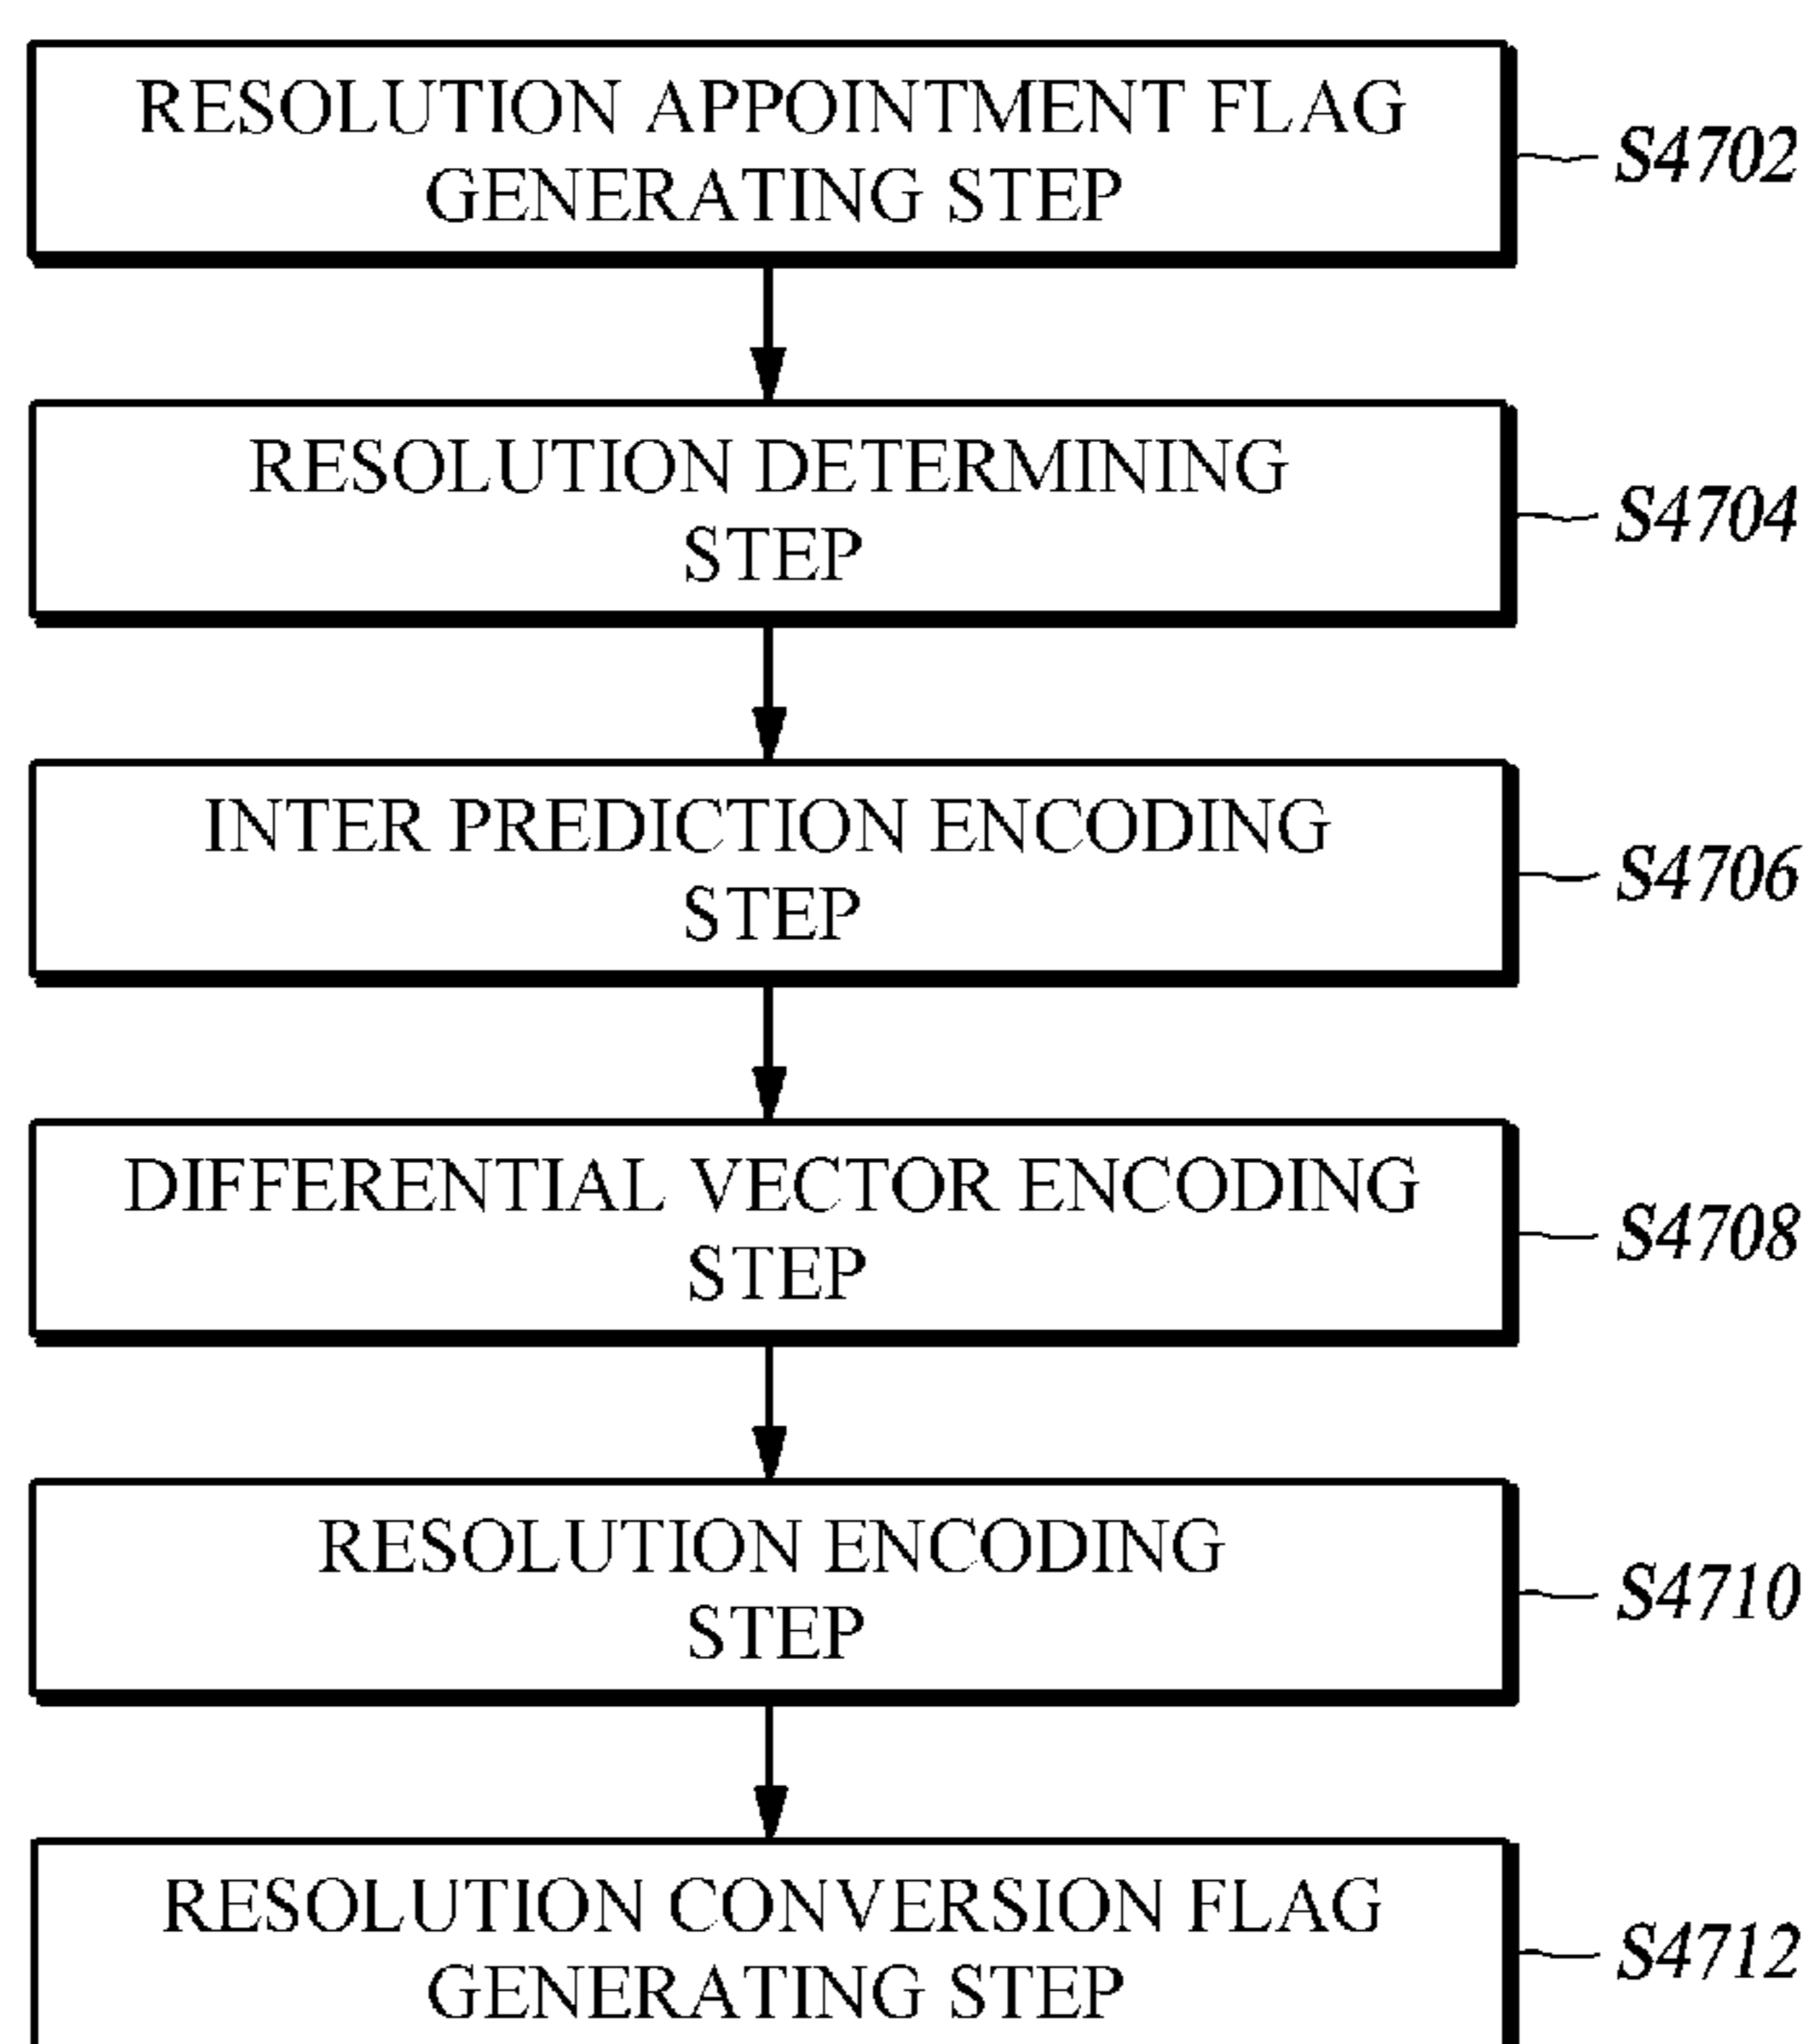 RESOLUTION APPOINTMENT FLAG
GENERATING STEP
S4702
RESOLUTION DETERMINING
STEP
S4704
INTER PREDICTION ENCODING
STEP
S4706
DIFFERENTIAL VECTOR ENCODING
STEP
S4708
RESOLUTION ENCODING
STEP
S4710
RESOLUTION CONVERSION FLAG
GENERATING STEP
S4712